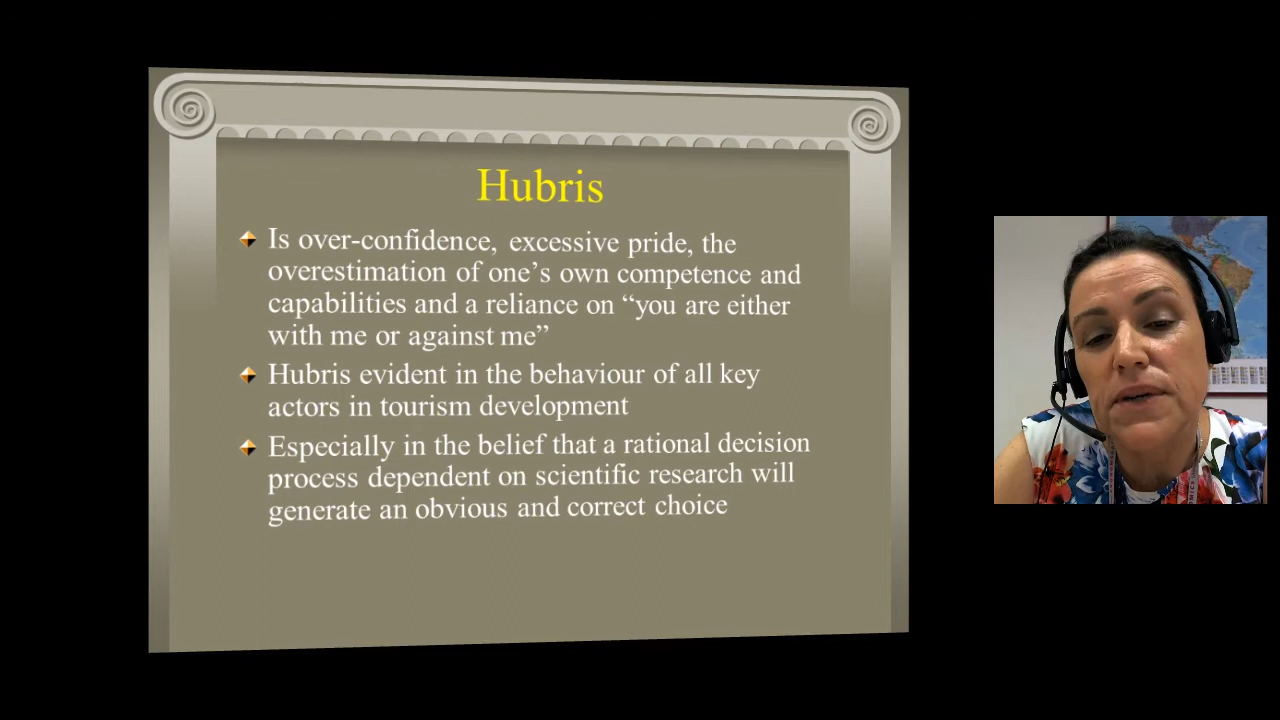 Hubris
Is over-confidence, excessive pride, the
overestimation of one’s own competence and
capabilities and a reliance on “you are either
with me or against me”
Hubris evident in the behaviour of all key
actors in tourism development
Especially in the belief that a rational decision
process dependent on scientific research will
generate an obvious and correct choice